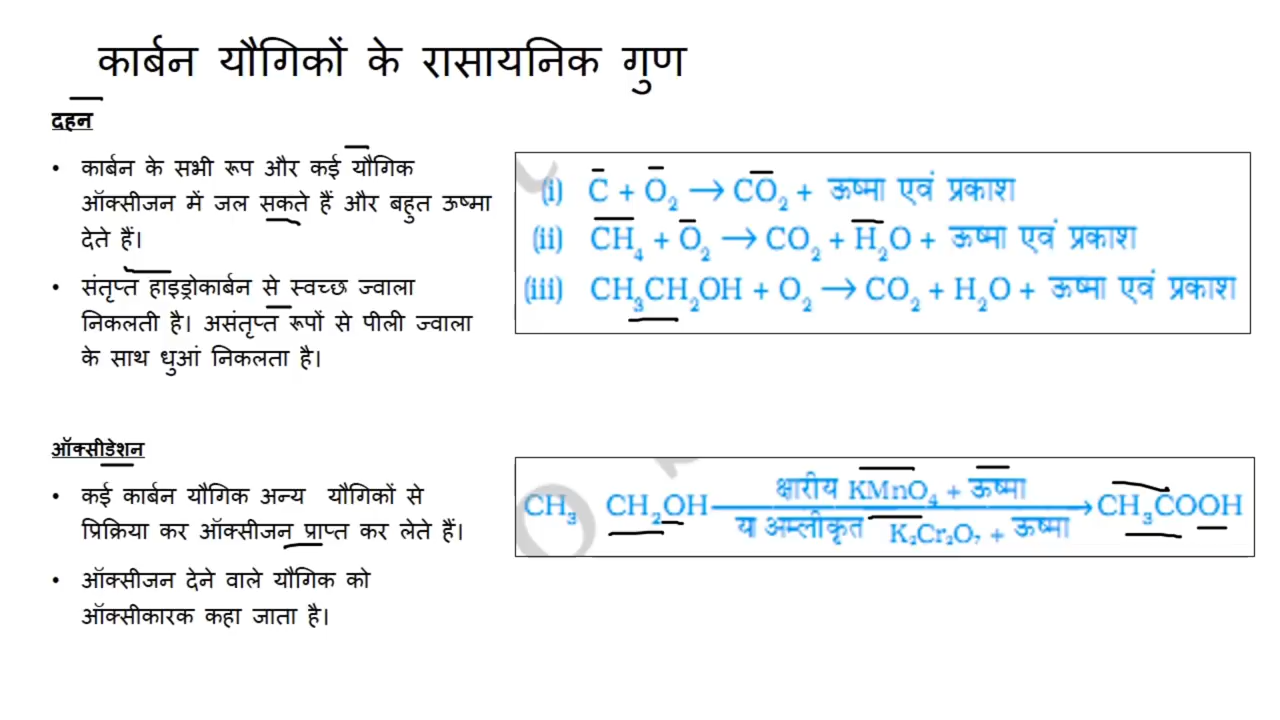 कार्बन यौगिकों के रासायनिक गुण
दहन
• कार्बन के सभी रूप और कई यौगिक
ऑक्सीजन में जल सकते हैं और बहुत ऊष्मा
देते हैं।
• संतृप्त हाइड्रोकार्बन से स्वच्छ ज्वाला
निकलती है। असंतृप्त रूपों से पीली ज्वाला
के साथ धुआं निकलता है।
(i) C + O₂ → CO₂ + ऊष्मा एवं प्रकाश
(ii) CH₄ + O₂ → CO₂ + H₂O + ऊष्मा एवं प्रकाश
(iii) CH₃CH₂OH + O₂ → CO₂ + H₂O + ऊष्मा एवं प्रकाश
ऑक्सीडेशन
• कई कार्बन यौगिक अन्य यौगिकों से
प्रिक्रिया कर ऑक्सीजन प्राप्त कर लेते हैं।
• ऑक्सीजन देने वाले यौगिक को
ऑक्सीकारक कहा जाता है।
क्षारीय KMnO₄ + ऊष्मा
CH₃ CH₂OH → CH₃COOH
य अम्लीकृत K₂Cr₂O₇ + ऊष्मा